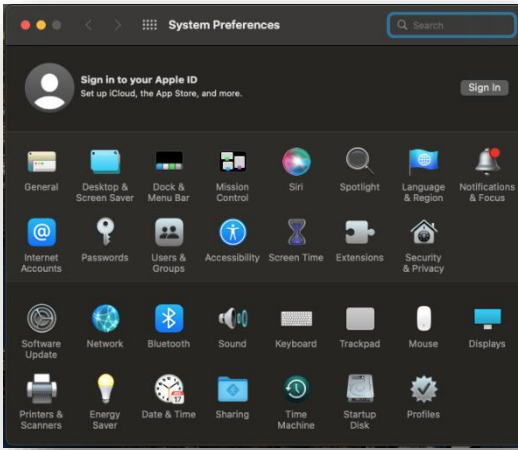 System Preferences
Search
Sign in to your Apple ID
Set up iCloud, the App Store, and more.
Sign In
General
Desktop &
Screen Saver
Dock &
Menu Bar
Mission
Control
Siri
Spotlight
Language
& Region
Notifications
& Focus
Internet
Accounts
Passwords
Users &
Groups
Accessibility
Screen Time
Extensions
Security
& Privacy
Software
Update
Network
Bluetooth
Sound
Keyboard
Trackpad
Mouse
Displays
Printers &
Scanners
Energy
Saver
JUL
17
Date & Time
Sharing
Time
Machine
Startup
Disk
Profiles